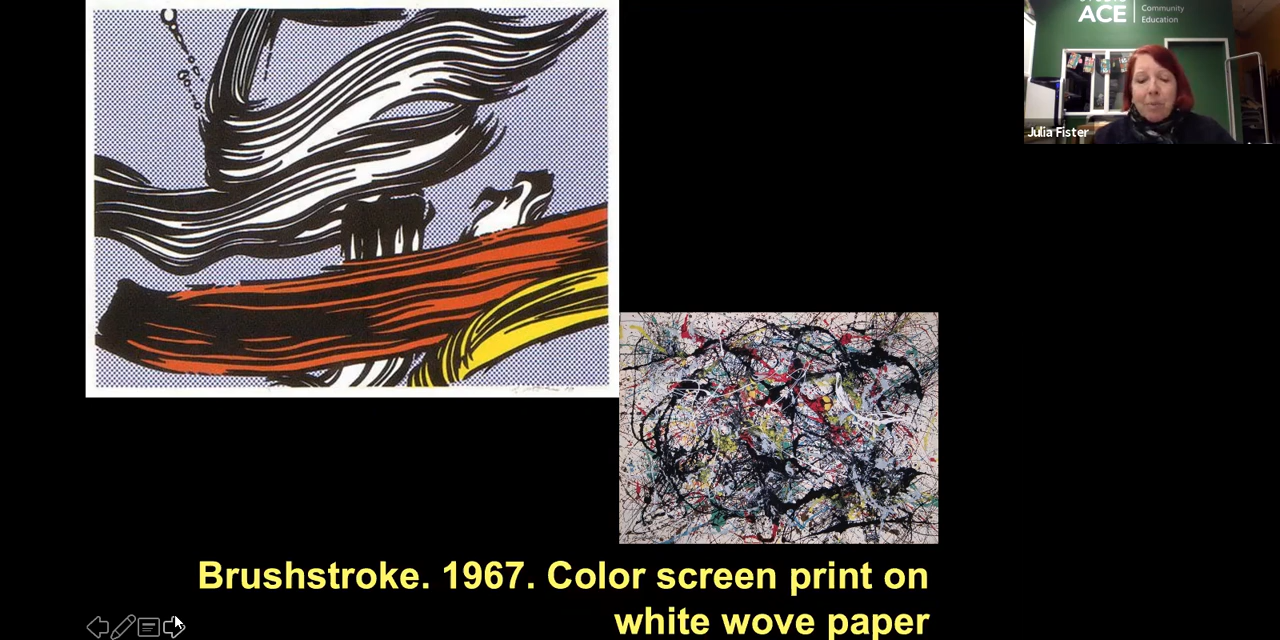 ACE
Community
Education
Julia Fister
Brushstroke. 1967. Color screen print on
white wove paper